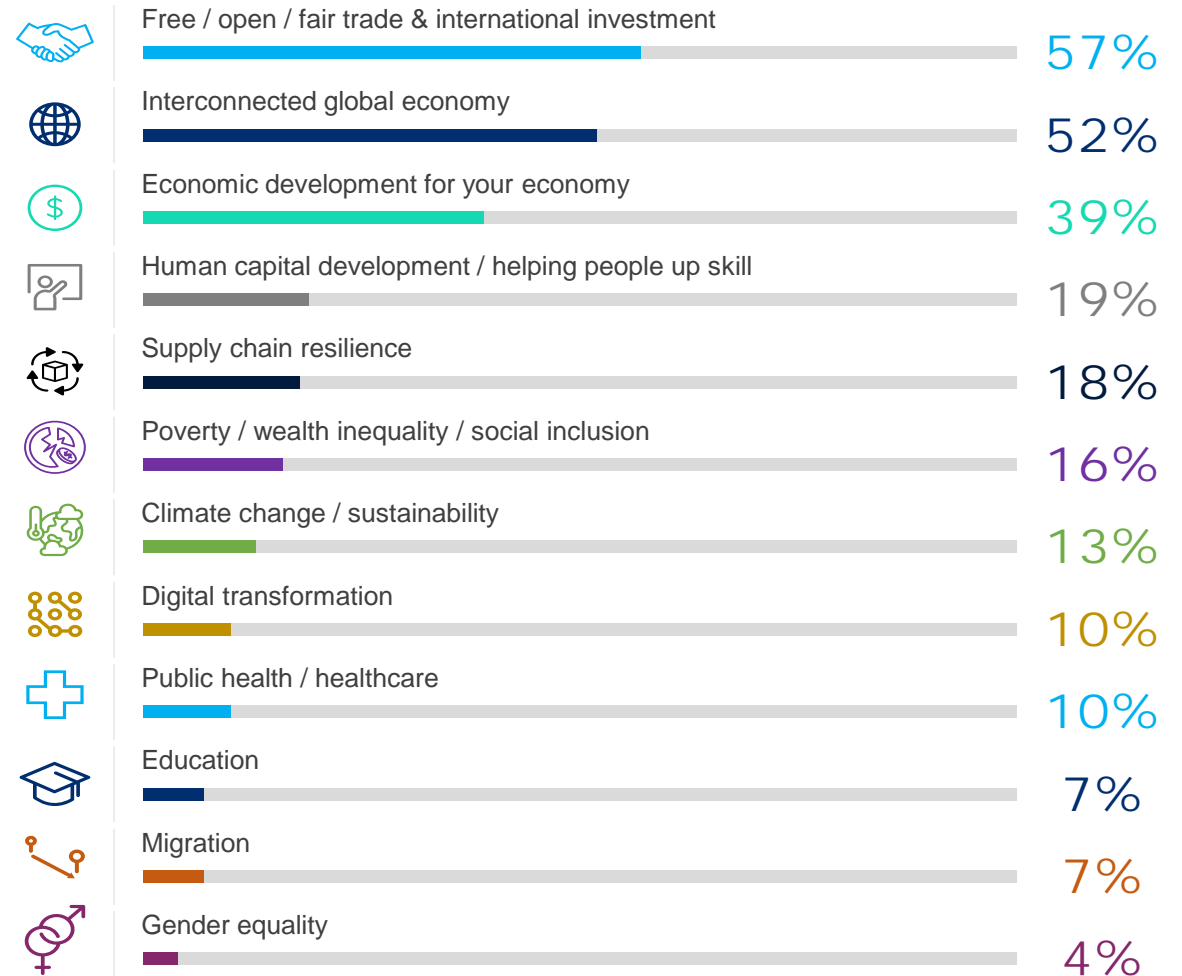 Free / open / fair trade & international investment
57%
Interconnected global economy
52%
Economic development for your economy
$
39%
Human capital development / helping people up skill
19%
Supply chain resilience
18%
Poverty / wealth inequality / social inclusion
16%
Climate change / sustainability
13%
Digital transformation
10%
Public health / healthcare
10%
Education
7%
Migration
7%
Gender equality
4%